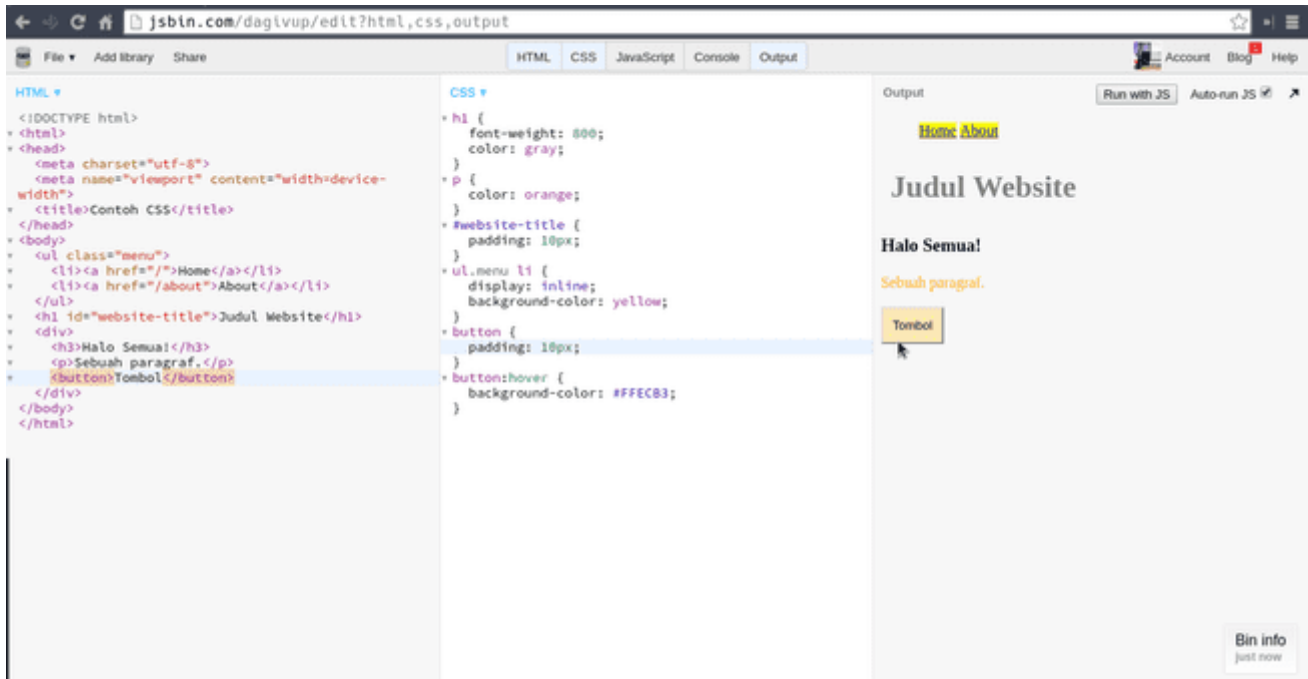 jsbin.com/dagivup/edit?html,css,output
File ▾ Add library Share HTML CSS JavaScript Console Output Account Blog Help
HTML ▾
<!DOCTYPE html>
<html>
<head>
<meta charset="utf-8">
<meta name="viewport" content="width=device-
width">
<title>Contoh CSS</title>
</head>
<body>
<ul class="menu">
<li><a href="/">Home</a></li>
<li><a href="/about">About</a></li>
</ul>
<h1 id="website-title">Judul Website</h1>
<div>
<h3>Halo Semua!</h3>
<p>Sebuah paragraf.</p>
<button>Tombol</button>
</div>
</body>
</html>
CSS ▾
h1 {
font-weight: 800;
color: gray;
}
p {
color: orange;
}
#website-title {
padding: 10px;
}
ul.menu li {
display: inline;
background-color: yellow;
}
button {
padding: 10px;
}
button:hover {
background-color: #FFECB3;
}
Output Run with JS Auto-run JS
Home About
Judul Website
Halo Semua!
Sebuah paragraf.
Tombol
Bin info
just now